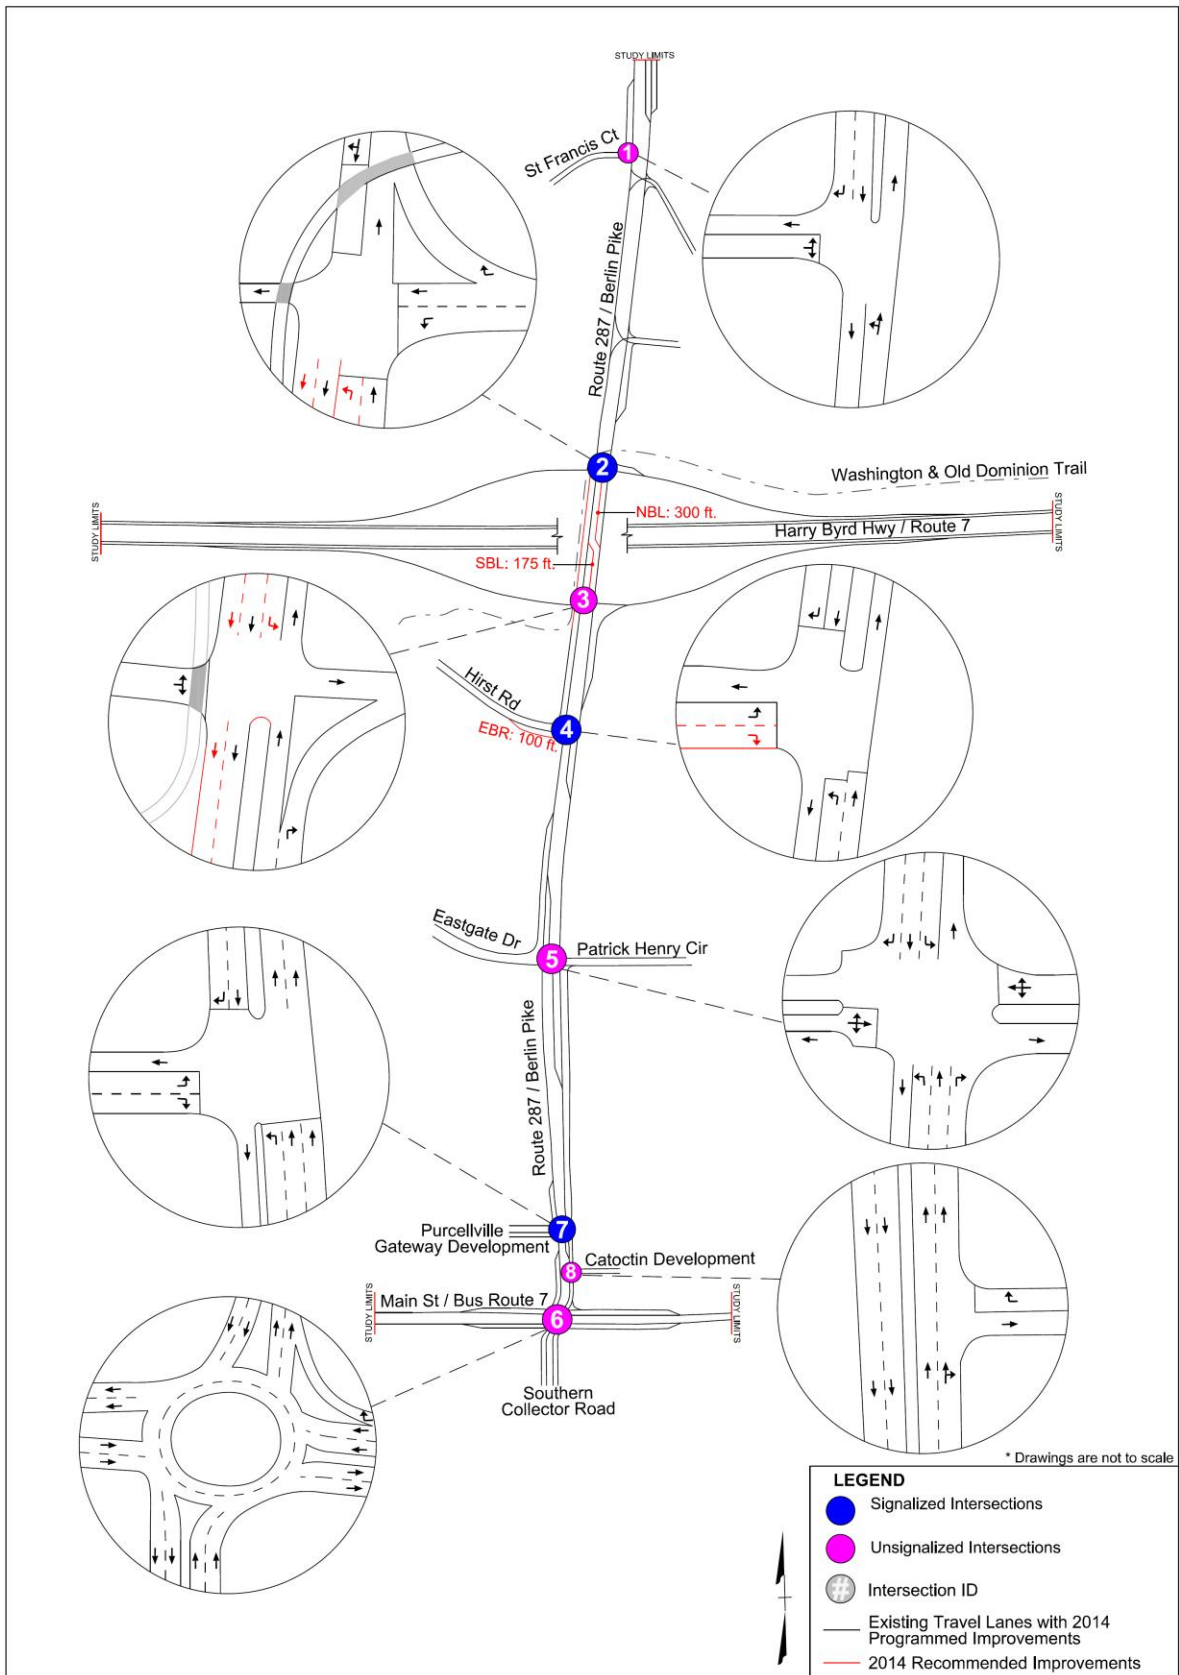 STUDY LIMITS
St Francis Ct
1
Route 287 / Berlin Pike
2
Washington & Old Dominion Trail
STUDY LIMITS
NBL: 300 ft.
Harry Byrd Hwy / Route 7
STUDY LIMITS
SBL: 175 ft.
3
Hirst Rd
4
EBR: 100 ft.
Eastgate Dr
5
Patrick Henry Cir
Route 287 / Berlin Pike
7
Purcellville
Gateway Development
8
Catoctin Development
STUDY LIMITS
Main St / Bus Route 7
6
STUDY LIMITS
Southern
Collector Road
* Drawings are not to scale
LEGEND
Signalized Intersections
Unsignalized Intersections
#
Intersection ID
Existing Travel Lanes with 2014
Programmed Improvements
2014 Recommended Improvements